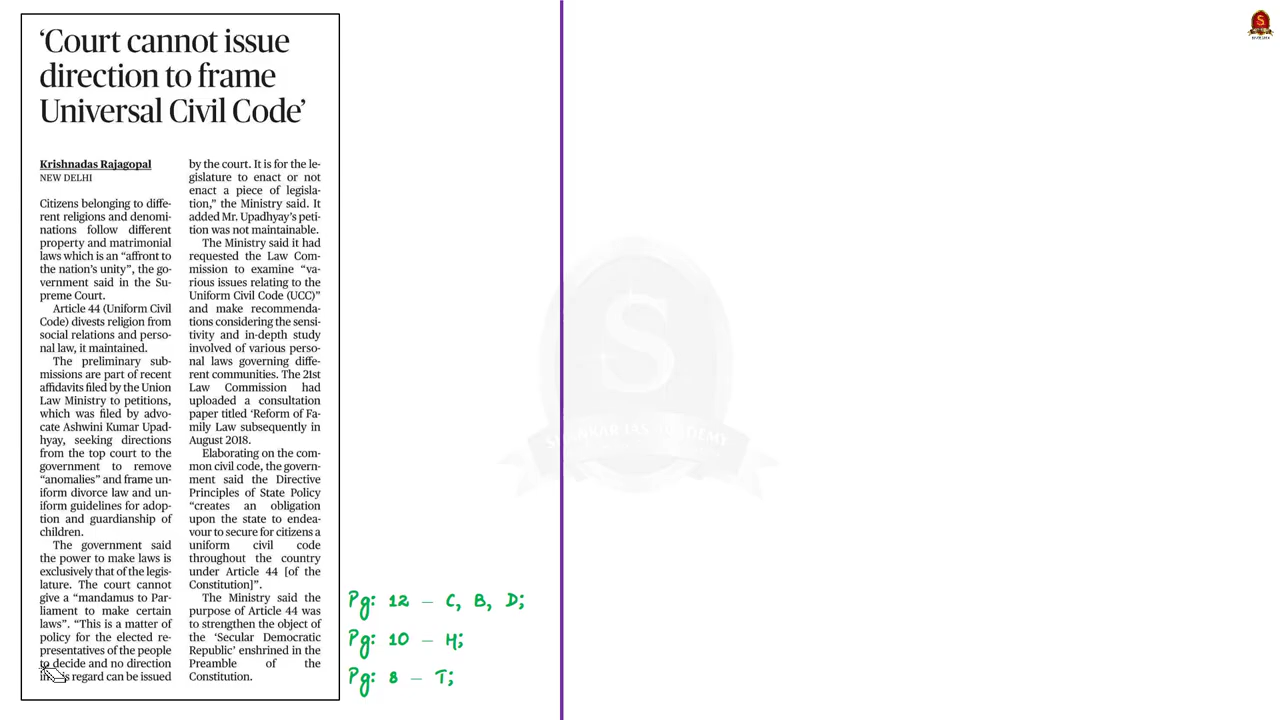 ‘Court cannot issue
direction to frame
Universal Civil Code’
Krishnadas Rajagopal
NEW DELHI
Citizens belonging to diffe-
rent religions and denomi-
nations follow different
property and matrimonial
laws which is an “affront to
the nation’s unity”, the go-
vernment said in the Su-
preme Court.
Article 44 (Uniform Civil
Code) divests religion from
social relations and perso-
nal law, it maintained.
The preliminary sub-
missions are part of recent
affidavits filed by the Union
Law Ministry to petitions,
which was filed by advo-
cate Ashwini Kumar Upad-
hyay, seeking directions
from the top court to the
government to remove
“anomalies” and frame un-
iform divorce law and un-
iform guidelines for adop-
tion and guardianship of
children.
The government said
the power to make laws is
exclusively that of the legis-
lature. The court cannot
give a “mandamus to Par-
liament to make certain
laws”. “This is a matter of
policy for the elected re-
presentatives of the people
to decide and no direction
regard can be issued
by the court. It is for the le-
gislature to enact or not
enact a piece of legisla-
tion,” the Ministry said. It
added Mr. Upadhyay’s peti-
tion was not maintainable.
The Ministry said it had
requested the Law Com-
mission to examine “va-
rious issues relating to the
Uniform Civil Code (UCC)”
and make recommenda-
tions considering the sensi-
tivity and in-depth study
involved of various perso-
nal laws governing diffe-
rent communities. The 21st
Law Commission had
uploaded a consultation
paper titled ‘Reform of Fa-
mily Law subsequently in
August 2018.
Elaborating on the com-
mon civil code, the govern-
ment said the Directive
Principles of State Policy
“creates an obligation
upon the state to endea-
vour to secure for citizens a
uniform civil code
throughout the country
under Article 44 [of the
Constitution]”.
The Ministry said the
purpose of Article 44 was
to strengthen the object of
the ‘Secular Democratic
Republic’ enshrined in the
Preamble of the
Constitution.
Pg: 12 – C, B, D;
Pg: 10 – H;
Pg: 8 – T;
S
SHANKAR IAS ACADEMY